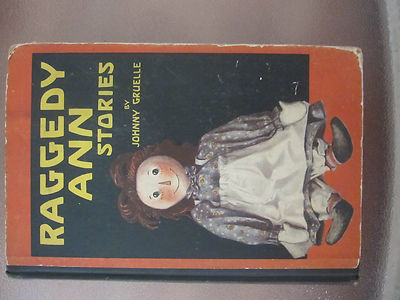 RAGGEDY
ANN
STORIES
BY
JOHNNY GRUELLE